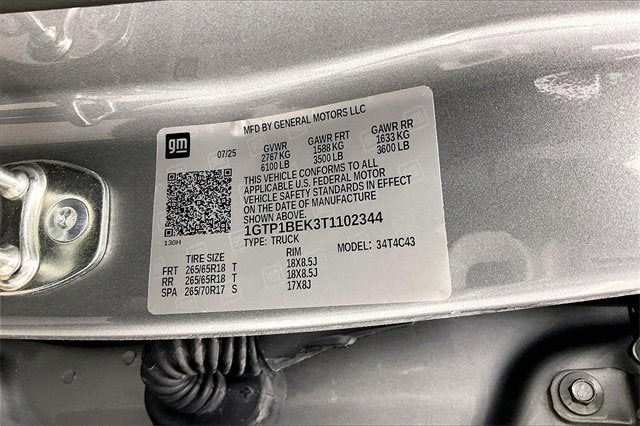 MFD BY GENERAL MOTORS LLC
gm
07/25
GVWR GAWR FRT GAWR RR
2767 KG 1588 KG 1633 KG
6100 LB 3500 LB 3600 LB
THIS VEHICLE CONFORMS TO ALL
APPLICABLE U.S. FEDERAL MOTOR
VEHICLE SAFETY STANDARDS IN EFFECT
ON THE DATE OF MANUFACTURE
SHOWN ABOVE.
1GTP1BEK3T1102344
130H
TYPE: TRUCK MODEL: 34T4C43
TIRE SIZE RIM
FRT 265/65R18 T 18X8.5J
RR 265/65R18 T 18X8.5J
SPA 265/70R17 S 17X8J